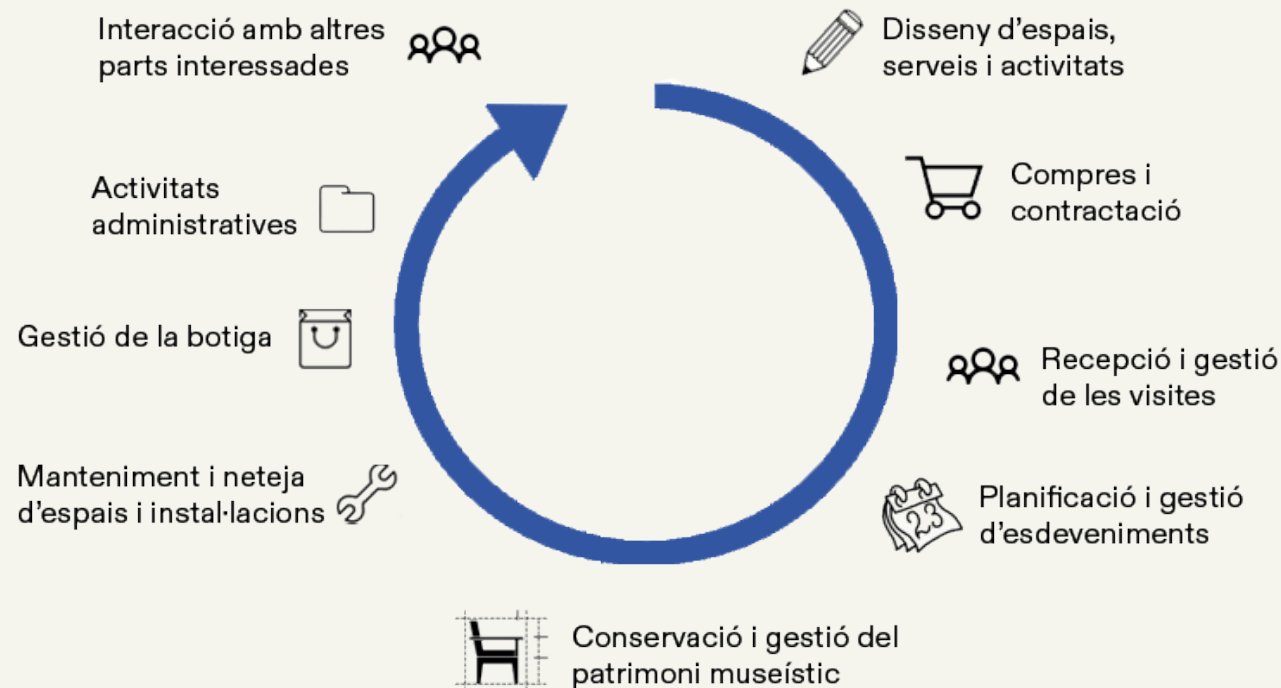 Interacció amb altres
parts interessades
Disseny d'espais,
serveis i activitats
Compres i
contractació
Recepció i gestió
de les visites
23
Planificació i gestió
d'esdeveniments
Conservació i gestió del
patrimoni museístic
Manteniment i neteja
d'espais i instal·lacions
Gestió de la botiga
Activitats
administratives